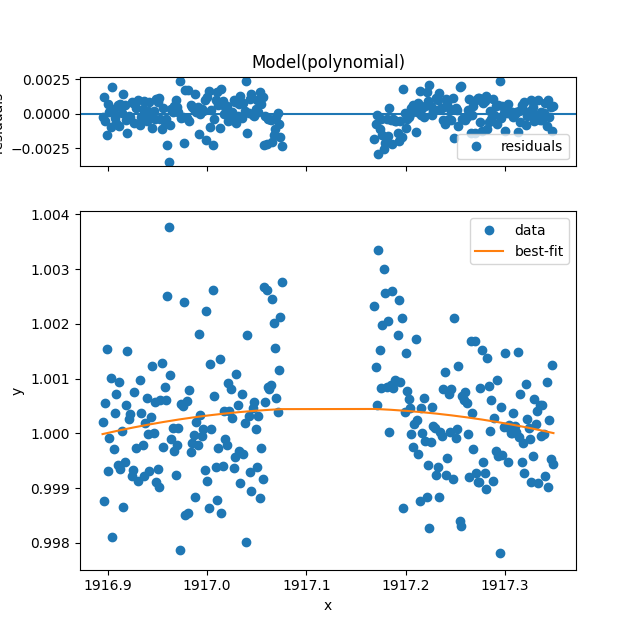 Model(polynomial)
0.0025
0.0000
−0.0025
residuals
1.004
1.003
1.002
1.001
1.000
0.999
0.998
y
data
best-fit
1916.9
1917.0
1917.1
1917.2
1917.3
x